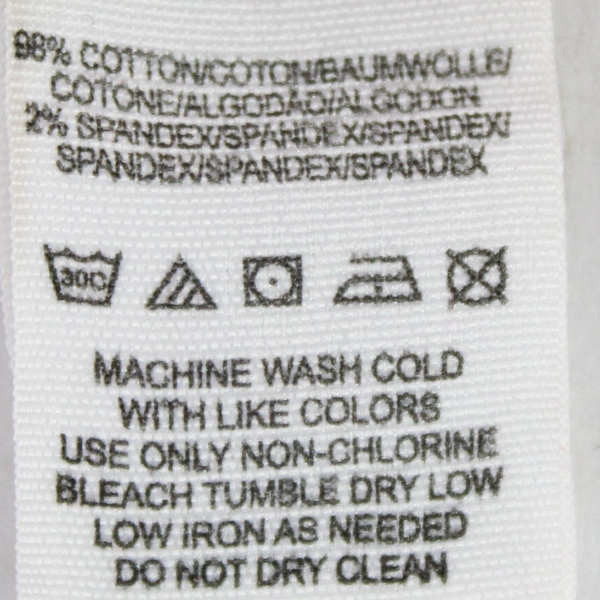 98% COTTON/COTON/BAUMWOLLE/
COTONE/ALGODÃO/ALGODON
2% SPANDEX/SPANDEX/SPANDEX/
SPANDEX/SPANDEX/SPANDEX
30C
MACHINE WASH COLD
WITH LIKE COLORS
USE ONLY NON-CHLORINE
BLEACH TUMBLE DRY LOW
LOW IRON AS NEEDED
DO NOT DRY CLEAN